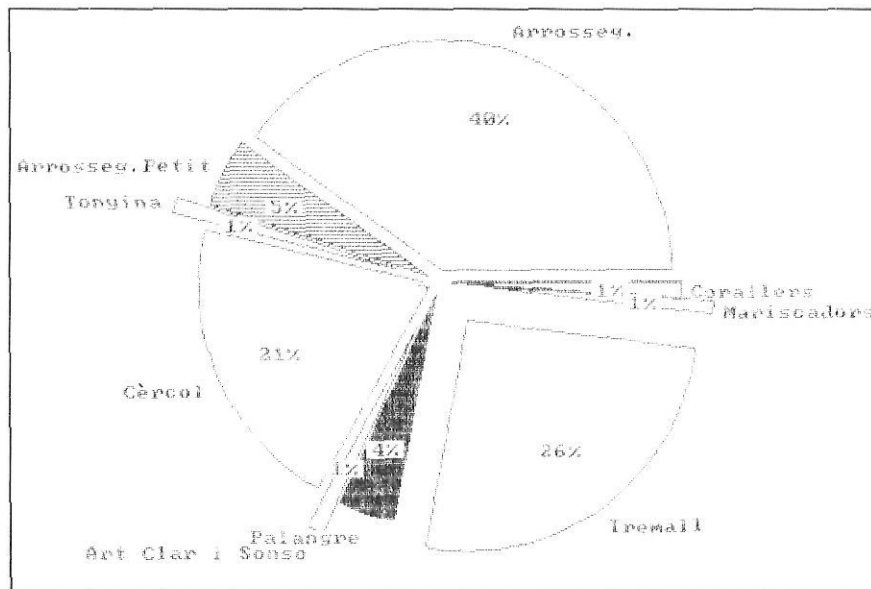 Arrosseg.
40%
Arrosseg.Petit
5%
Tonyina
1%
Corallers
1%
Mariscadors
1%
21%
Cèrcol
26%
Tremall
4%
1%
Palangre
Art Clar i Sonso